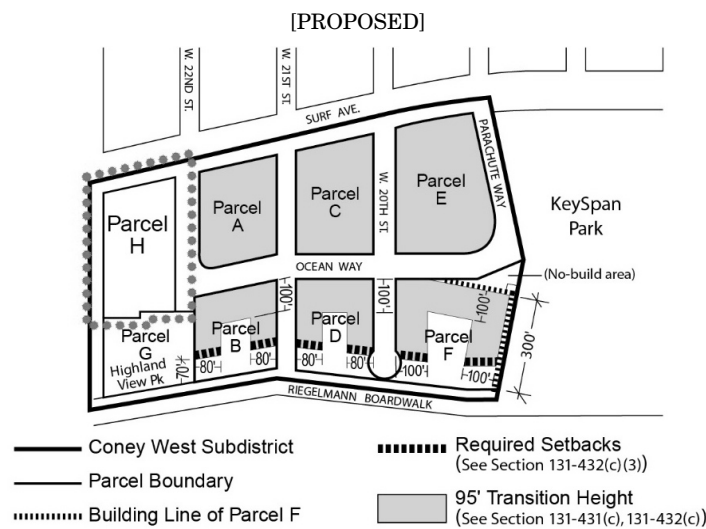 [PROPOSED]
W. 22ND ST.
W. 21ST ST.
SURF AVE.
PARACHUTE WAY
Parcel
H
Parcel
A
Parcel
C
W. 20TH ST.
Parcel
E
KeySpan
Park
OCEAN WAY
(No-build area)
100'
100'
100'
Parcel
G
Highland
View Pk
70'
Parcel
B
Parcel
D
Parcel
F
300'
80'
80'
80'
80'
100'
100'
RIEGELMANN BOARDWALK
Coney West Subdistrict
Parcel Boundary
Building Line of Parcel F
Required Setbacks
(See Section 131-432(c)(3))
95' Transition Height
(See Section 131-431(c), 131-432(c))